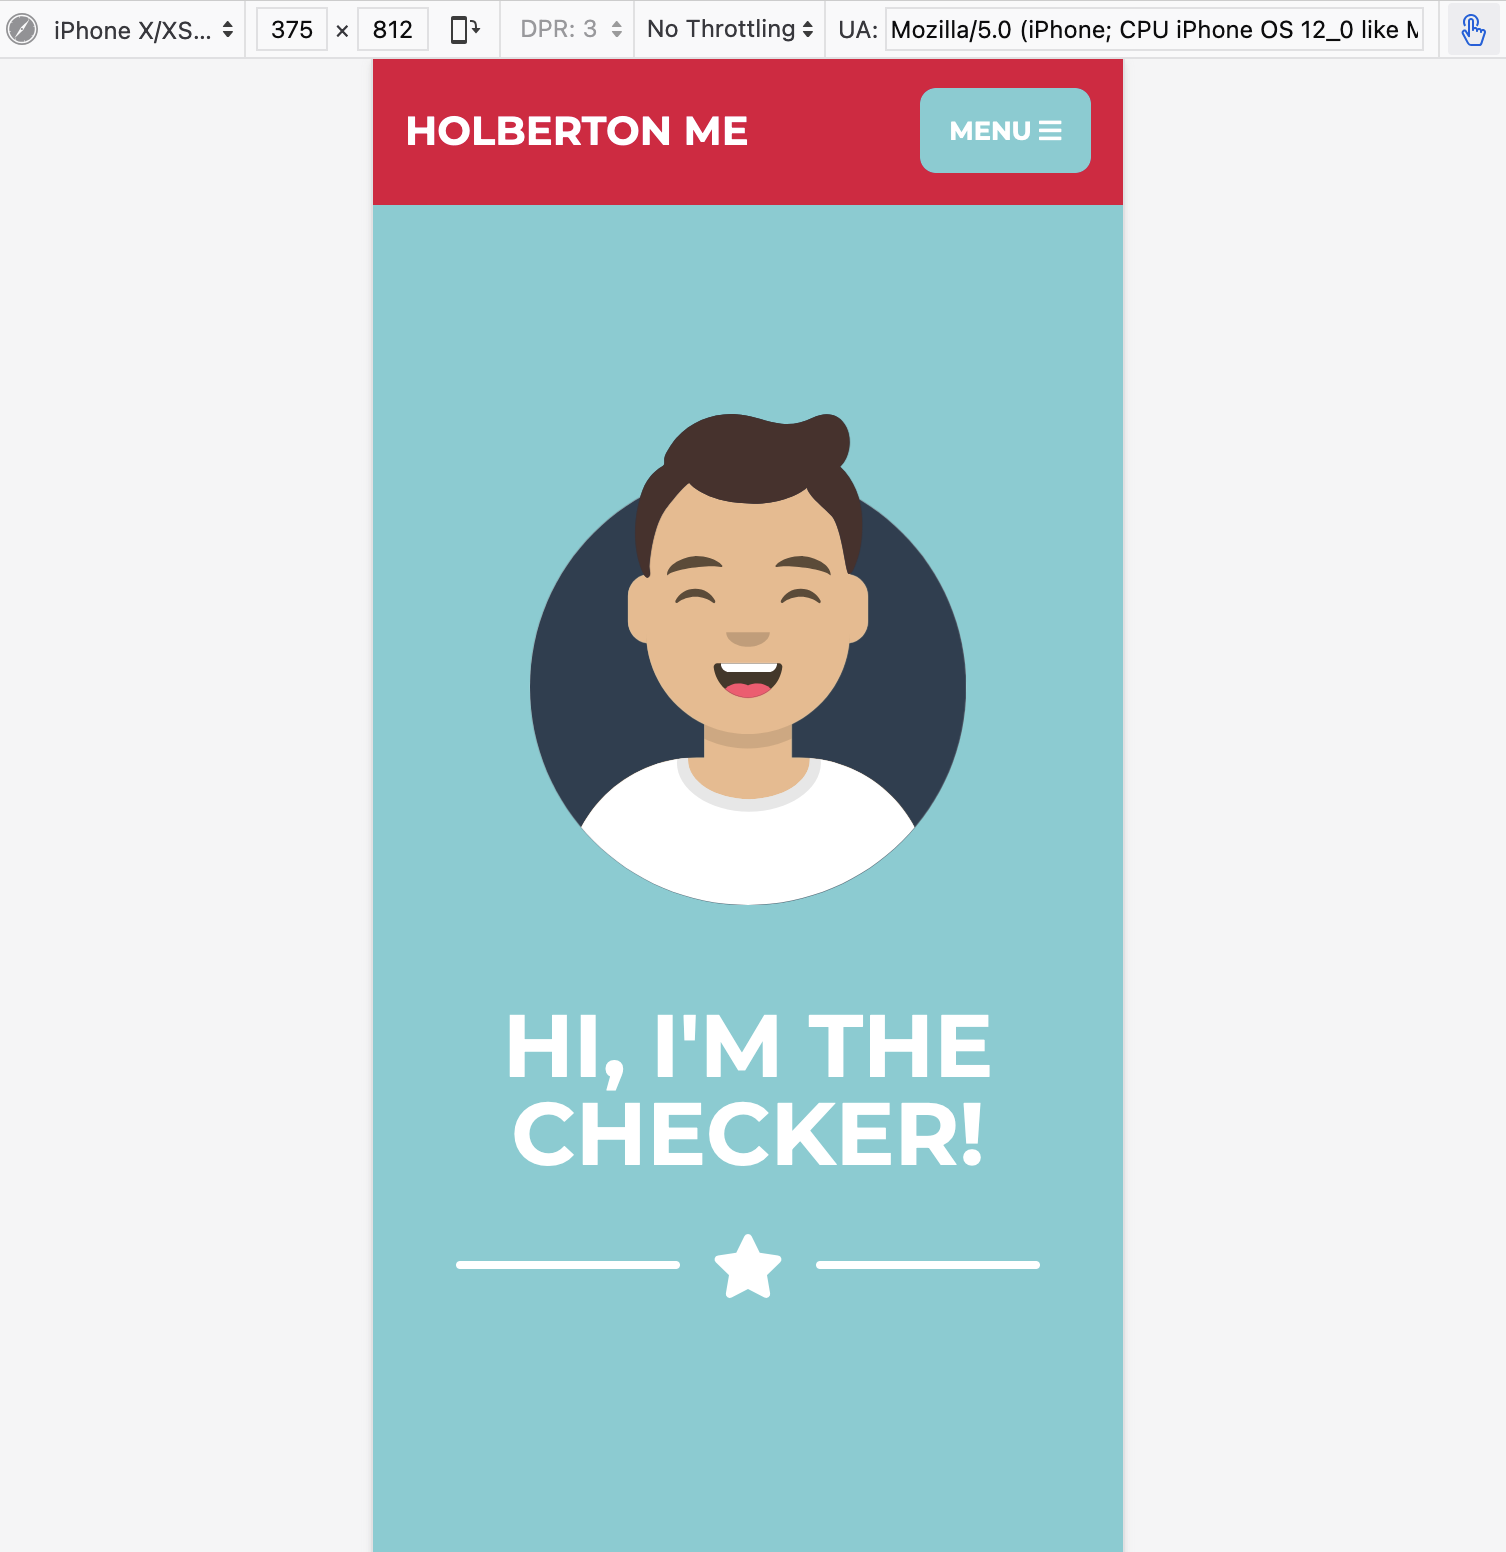 iPhone X/XS... 375 × 812 DPR: 3 No Throttling UA: Mozilla/5.0 (iPhone; CPU iPhone OS 12_0 like M
HOLBERTON ME MENU
HI, I'M THE
CHECKER!